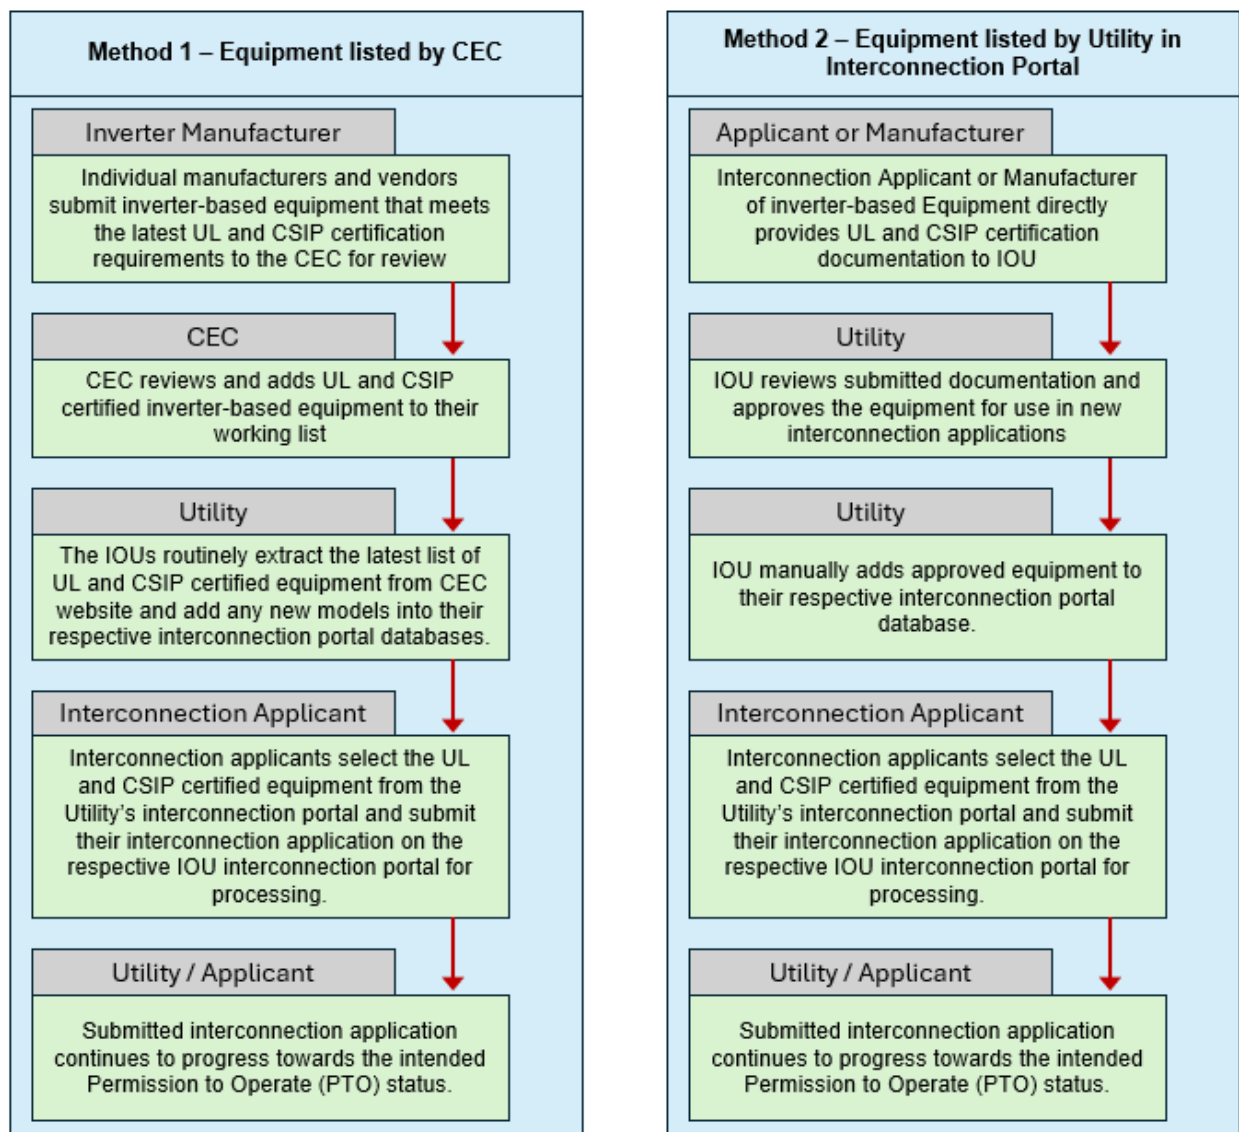 Method 1 – Equipment listed by CEC
Inverter Manufacturer
Individual manufacturers and vendors
submit inverter-based equipment that meets
the latest UL and CSIP certification
requirements to the CEC for review
CEC
CEC reviews and adds UL and CSIP
certified inverter-based equipment to their
working list
Utility
The IOUs routinely extract the latest list of
UL and CSIP certified equipment from CEC
website and add any new models into their
respective interconnection portal databases.
Interconnection Applicant
Interconnection applicants select the UL
and CSIP certified equipment from the
Utility’s interconnection portal and submit
their interconnection application on the
respective IOU interconnection portal for
processing.
Utility / Applicant
Submitted interconnection application
continues to progress towards the intended
Permission to Operate (PTO) status.
Method 2 – Equipment listed by Utility in
Interconnection Portal
Applicant or Manufacturer
Interconnection Applicant or Manufacturer
of inverter-based Equipment directly
provides UL and CSIP certification
documentation to IOU
Utility
IOU reviews submitted documentation and
approves the equipment for use in new
interconnection applications
Utility
IOU manually adds approved equipment to
their respective interconnection portal
database.
Interconnection Applicant
Interconnection applicants select the UL
and CSIP certified equipment from the
Utility’s interconnection portal and submit
their interconnection application on the
respective IOU interconnection portal for
processing.
Utility / Applicant
Submitted interconnection application
continues to progress towards the intended
Permission to Operate (PTO) status.